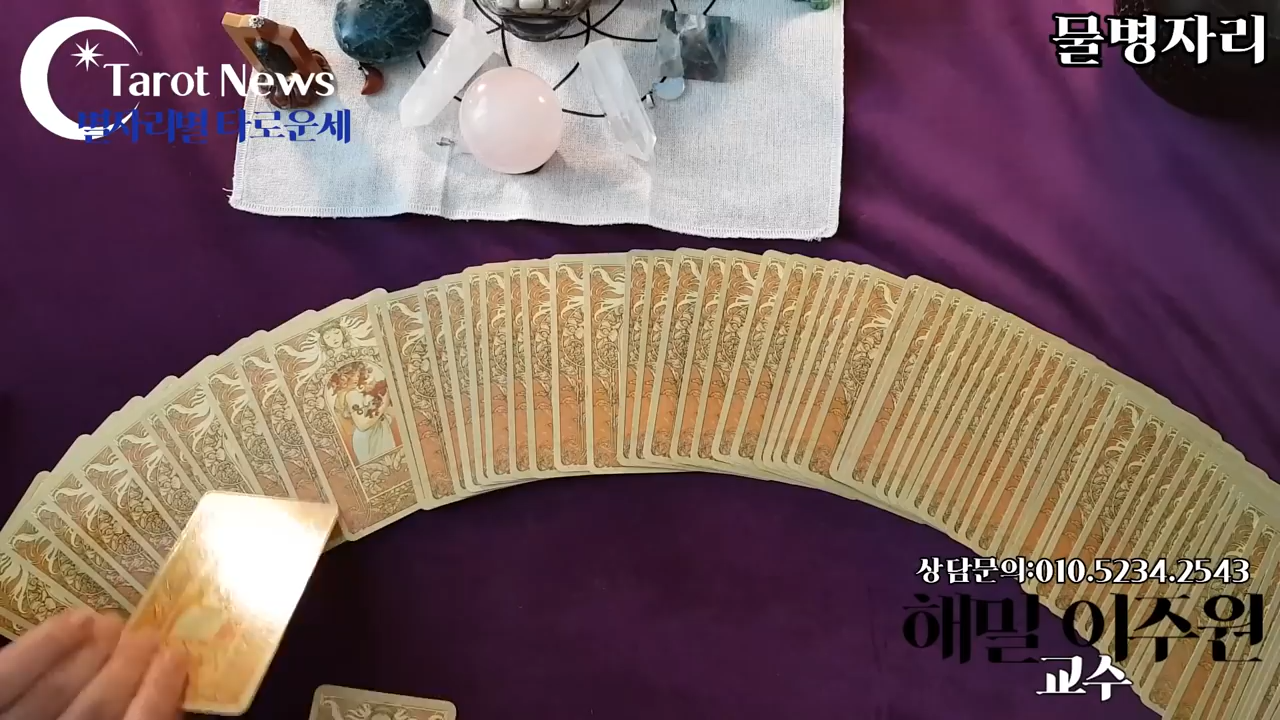 물병자리
Tarot News
별자리별 타로운세
상담문의:010.5234.2543
해밀 이주원
교수